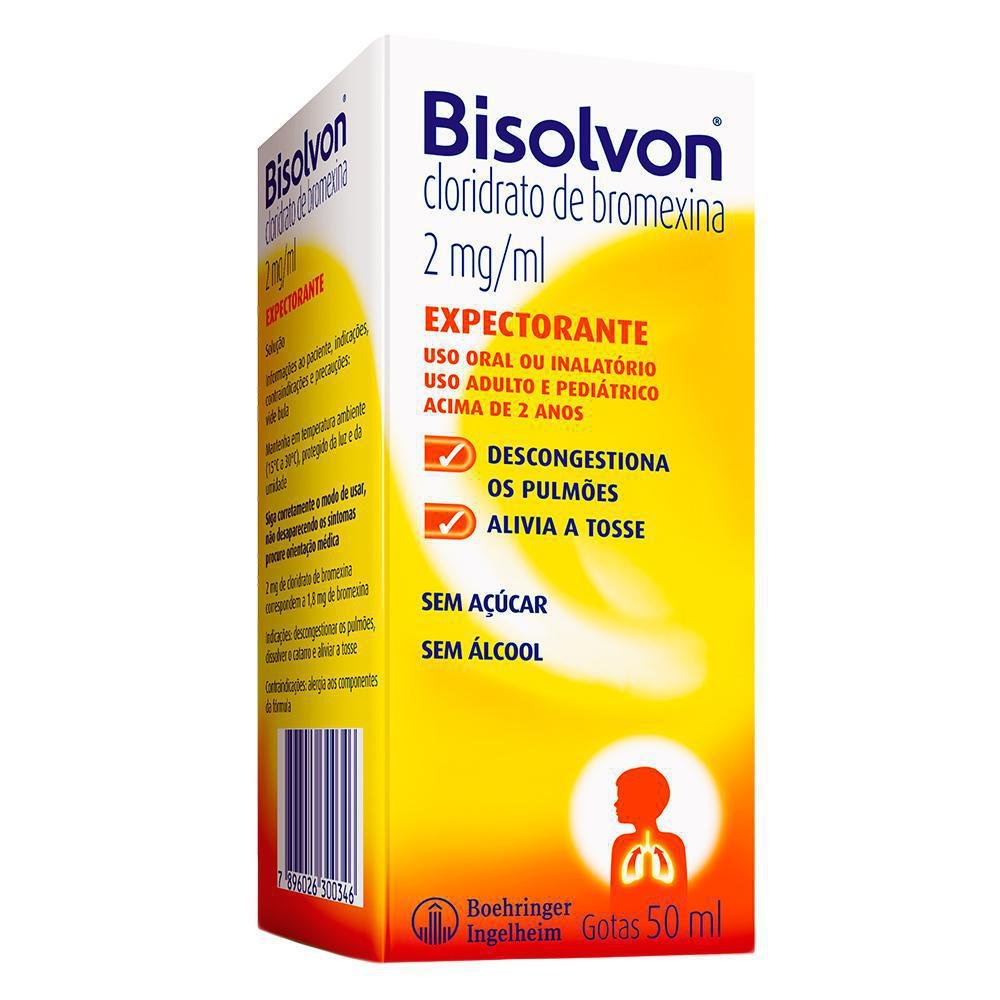 Bisolvon®
cloridrato de bromexina
2 mg/ml
EXPECTORANTE
Solução
Informações ao paciente, indicações,
contraindicações e precauções:
vide bula
Mantenha em temperatura ambiente
(15°C a 30°C), protegido da luz e da
umidade
Siga corretamente o modo de usar,
não desaparecendo os sintomas
procure orientação médica
2 mg de cloridrato de bromexina
correspondem a 1,8 mg de bromexina
Indicações: descongestionar os pulmões,
dissolver o catarro e aliviar a tosse
Contraindicações: alergia aos componentes
da fórmula
7 896026 300346
Bisolvon®
cloridrato de bromexina
2 mg/ml
EXPECTORANTE
USO ORAL OU INALATÓRIO
USO ADULTO E PEDIÁTRICO
ACIMA DE 2 ANOS
DESCONGESTIONA
OS PULMÕES
ALIVIA A TOSSE
SEM AÇÚCAR
SEM ÁLCOOL
Boehringer
Ingelheim
Gotas 50 ml